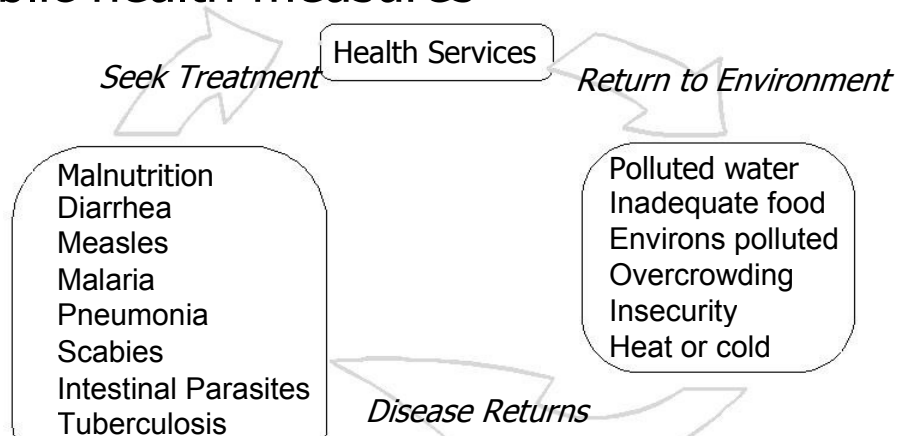 Health Services
Seek Treatment
Return to Environment
Malnutrition
Diarrhea
Measles
Malaria
Pneumonia
Scabies
Intestinal Parasites
Tuberculosis
Polluted water
Inadequate food
Environs polluted
Overcrowding
Insecurity
Heat or cold
Disease Returns